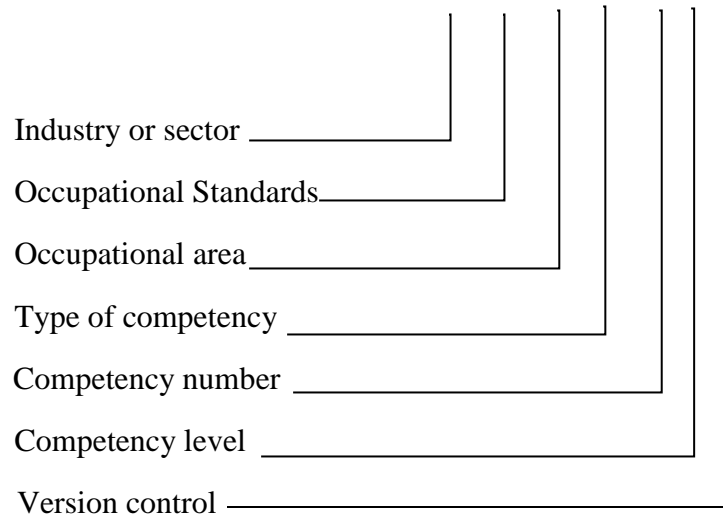 Industry or sector
Occupational Standards
Occupational area
Type of competency
Competency number
Competency level
Version control